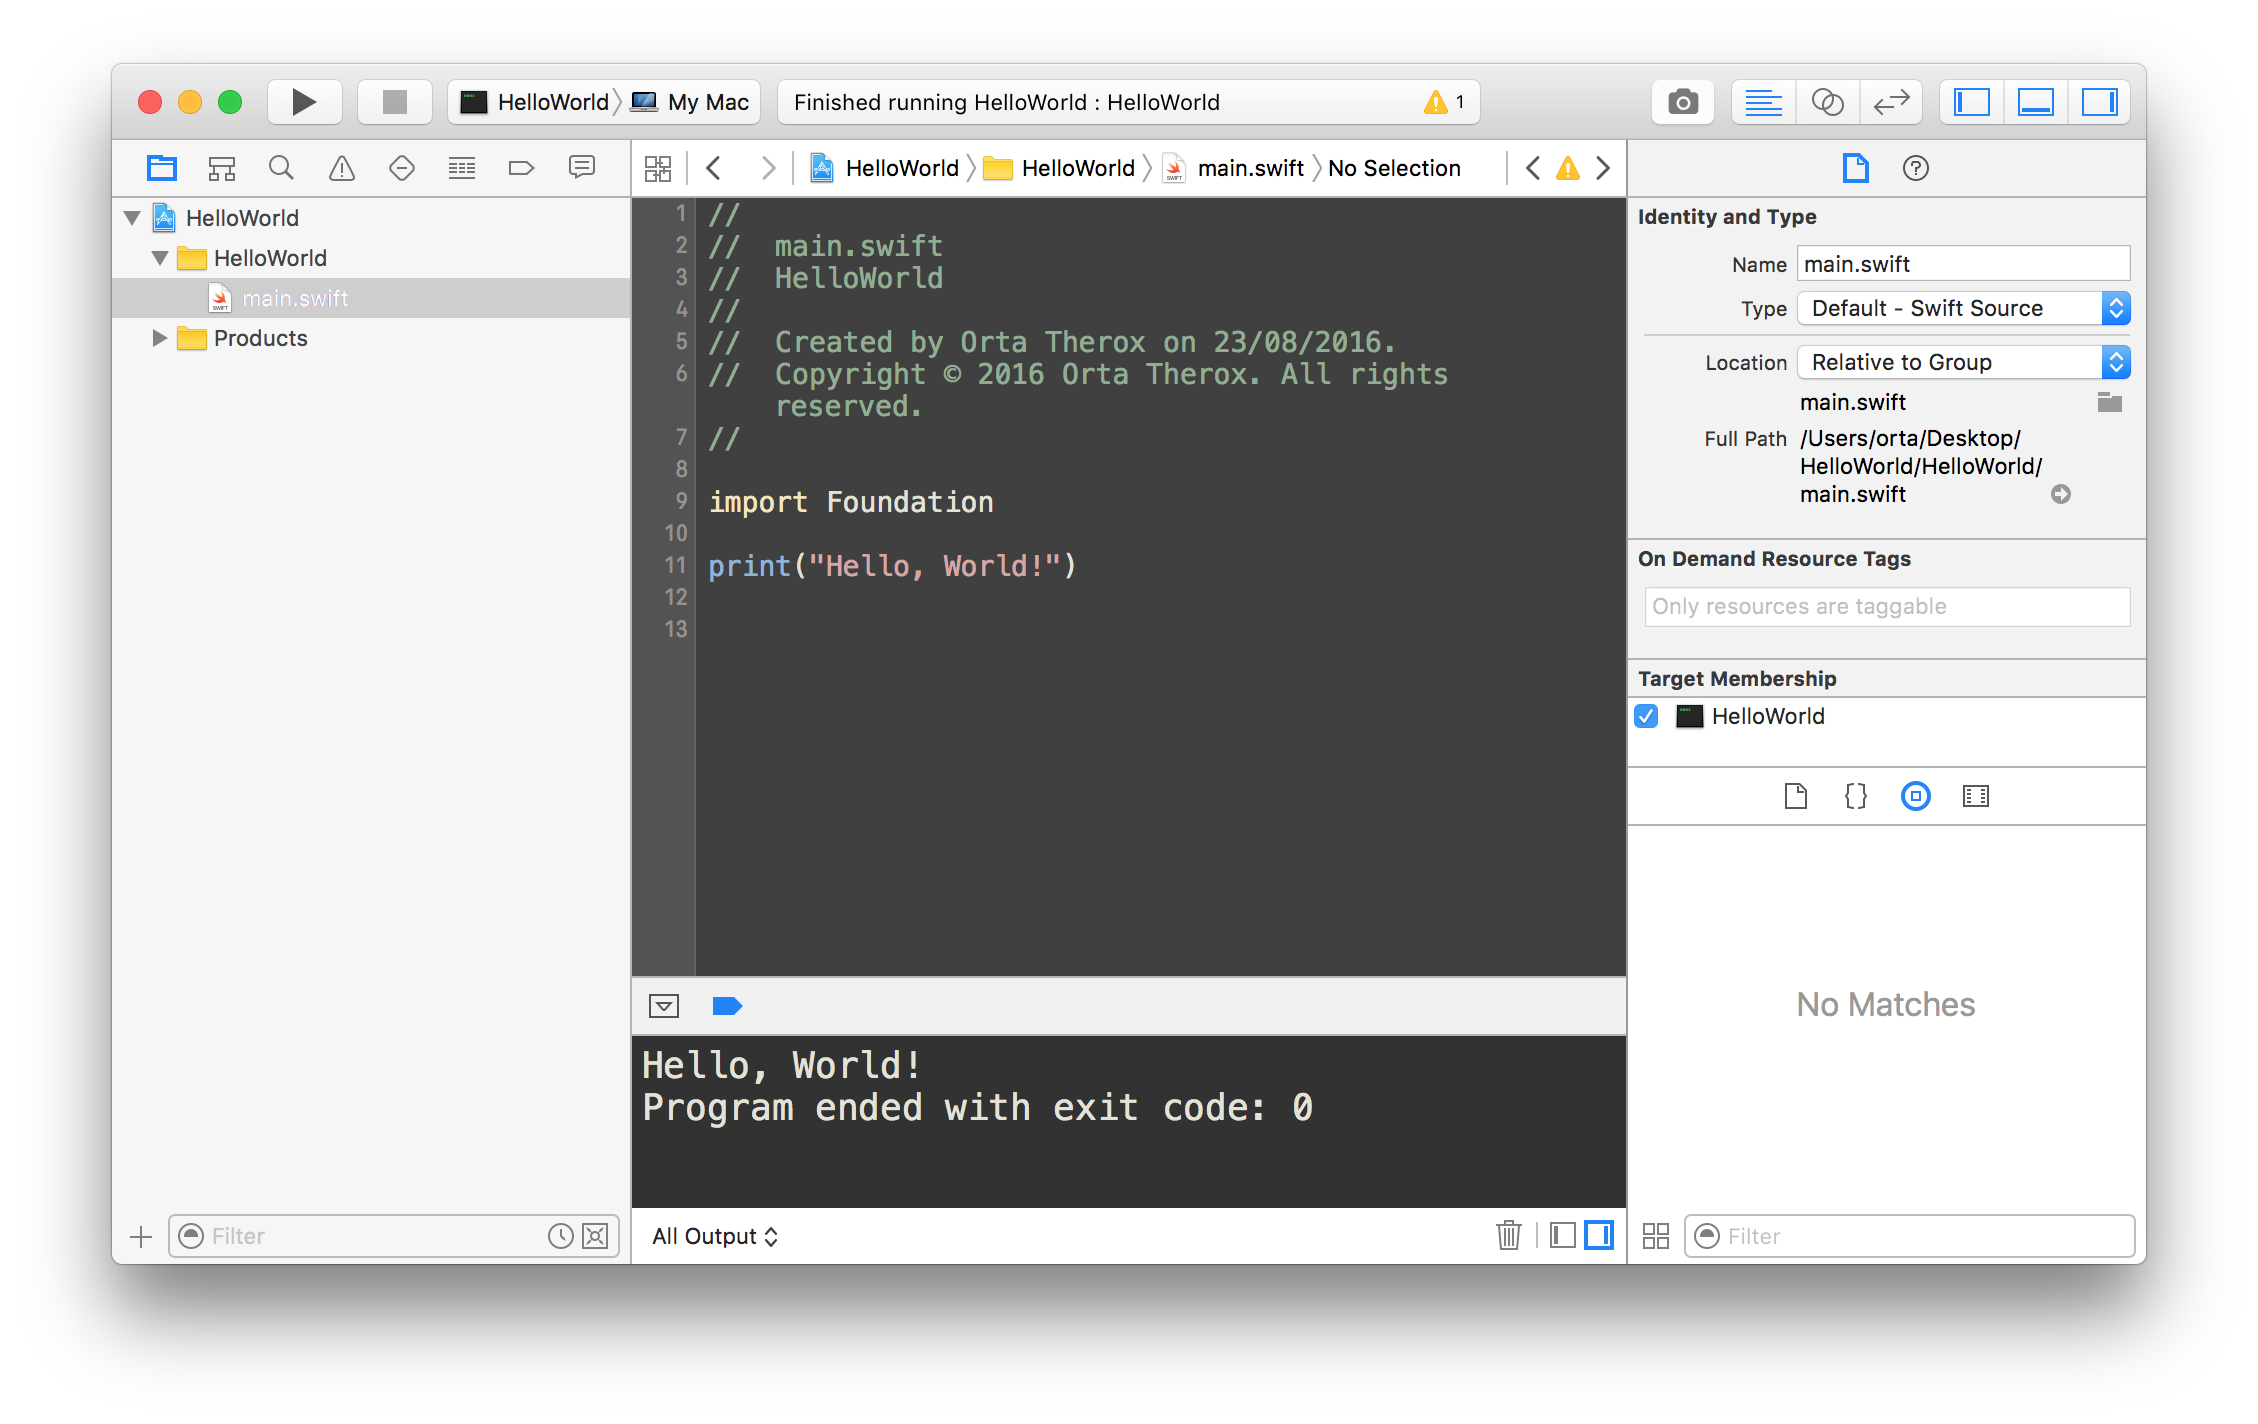 HelloWorld
My Mac
Finished running HelloWorld : HelloWorld
1
HelloWorld
HelloWorld
main.swift
Products
Filter
HelloWorld
HelloWorld
main.swift
No Selection
1 //
2 //  main.swift
3 //  HelloWorld
4 //
5 //  Created by Orta Therox on 23/08/2016.
6 //  Copyright © 2016 Orta Therox. All rights
reserved.
7 //
8
9 import Foundation
10
11 print("Hello, World!")
12
13
Hello, World!
Program ended with exit code: 0
All Output
Identity and Type
Name main.swift
Type Default - Swift Source
Location Relative to Group
main.swift
Full Path /Users/orta/Desktop/
HelloWorld/HelloWorld/
main.swift
On Demand Resource Tags
Only resources are taggable
Target Membership
HelloWorld
No Matches
Filter